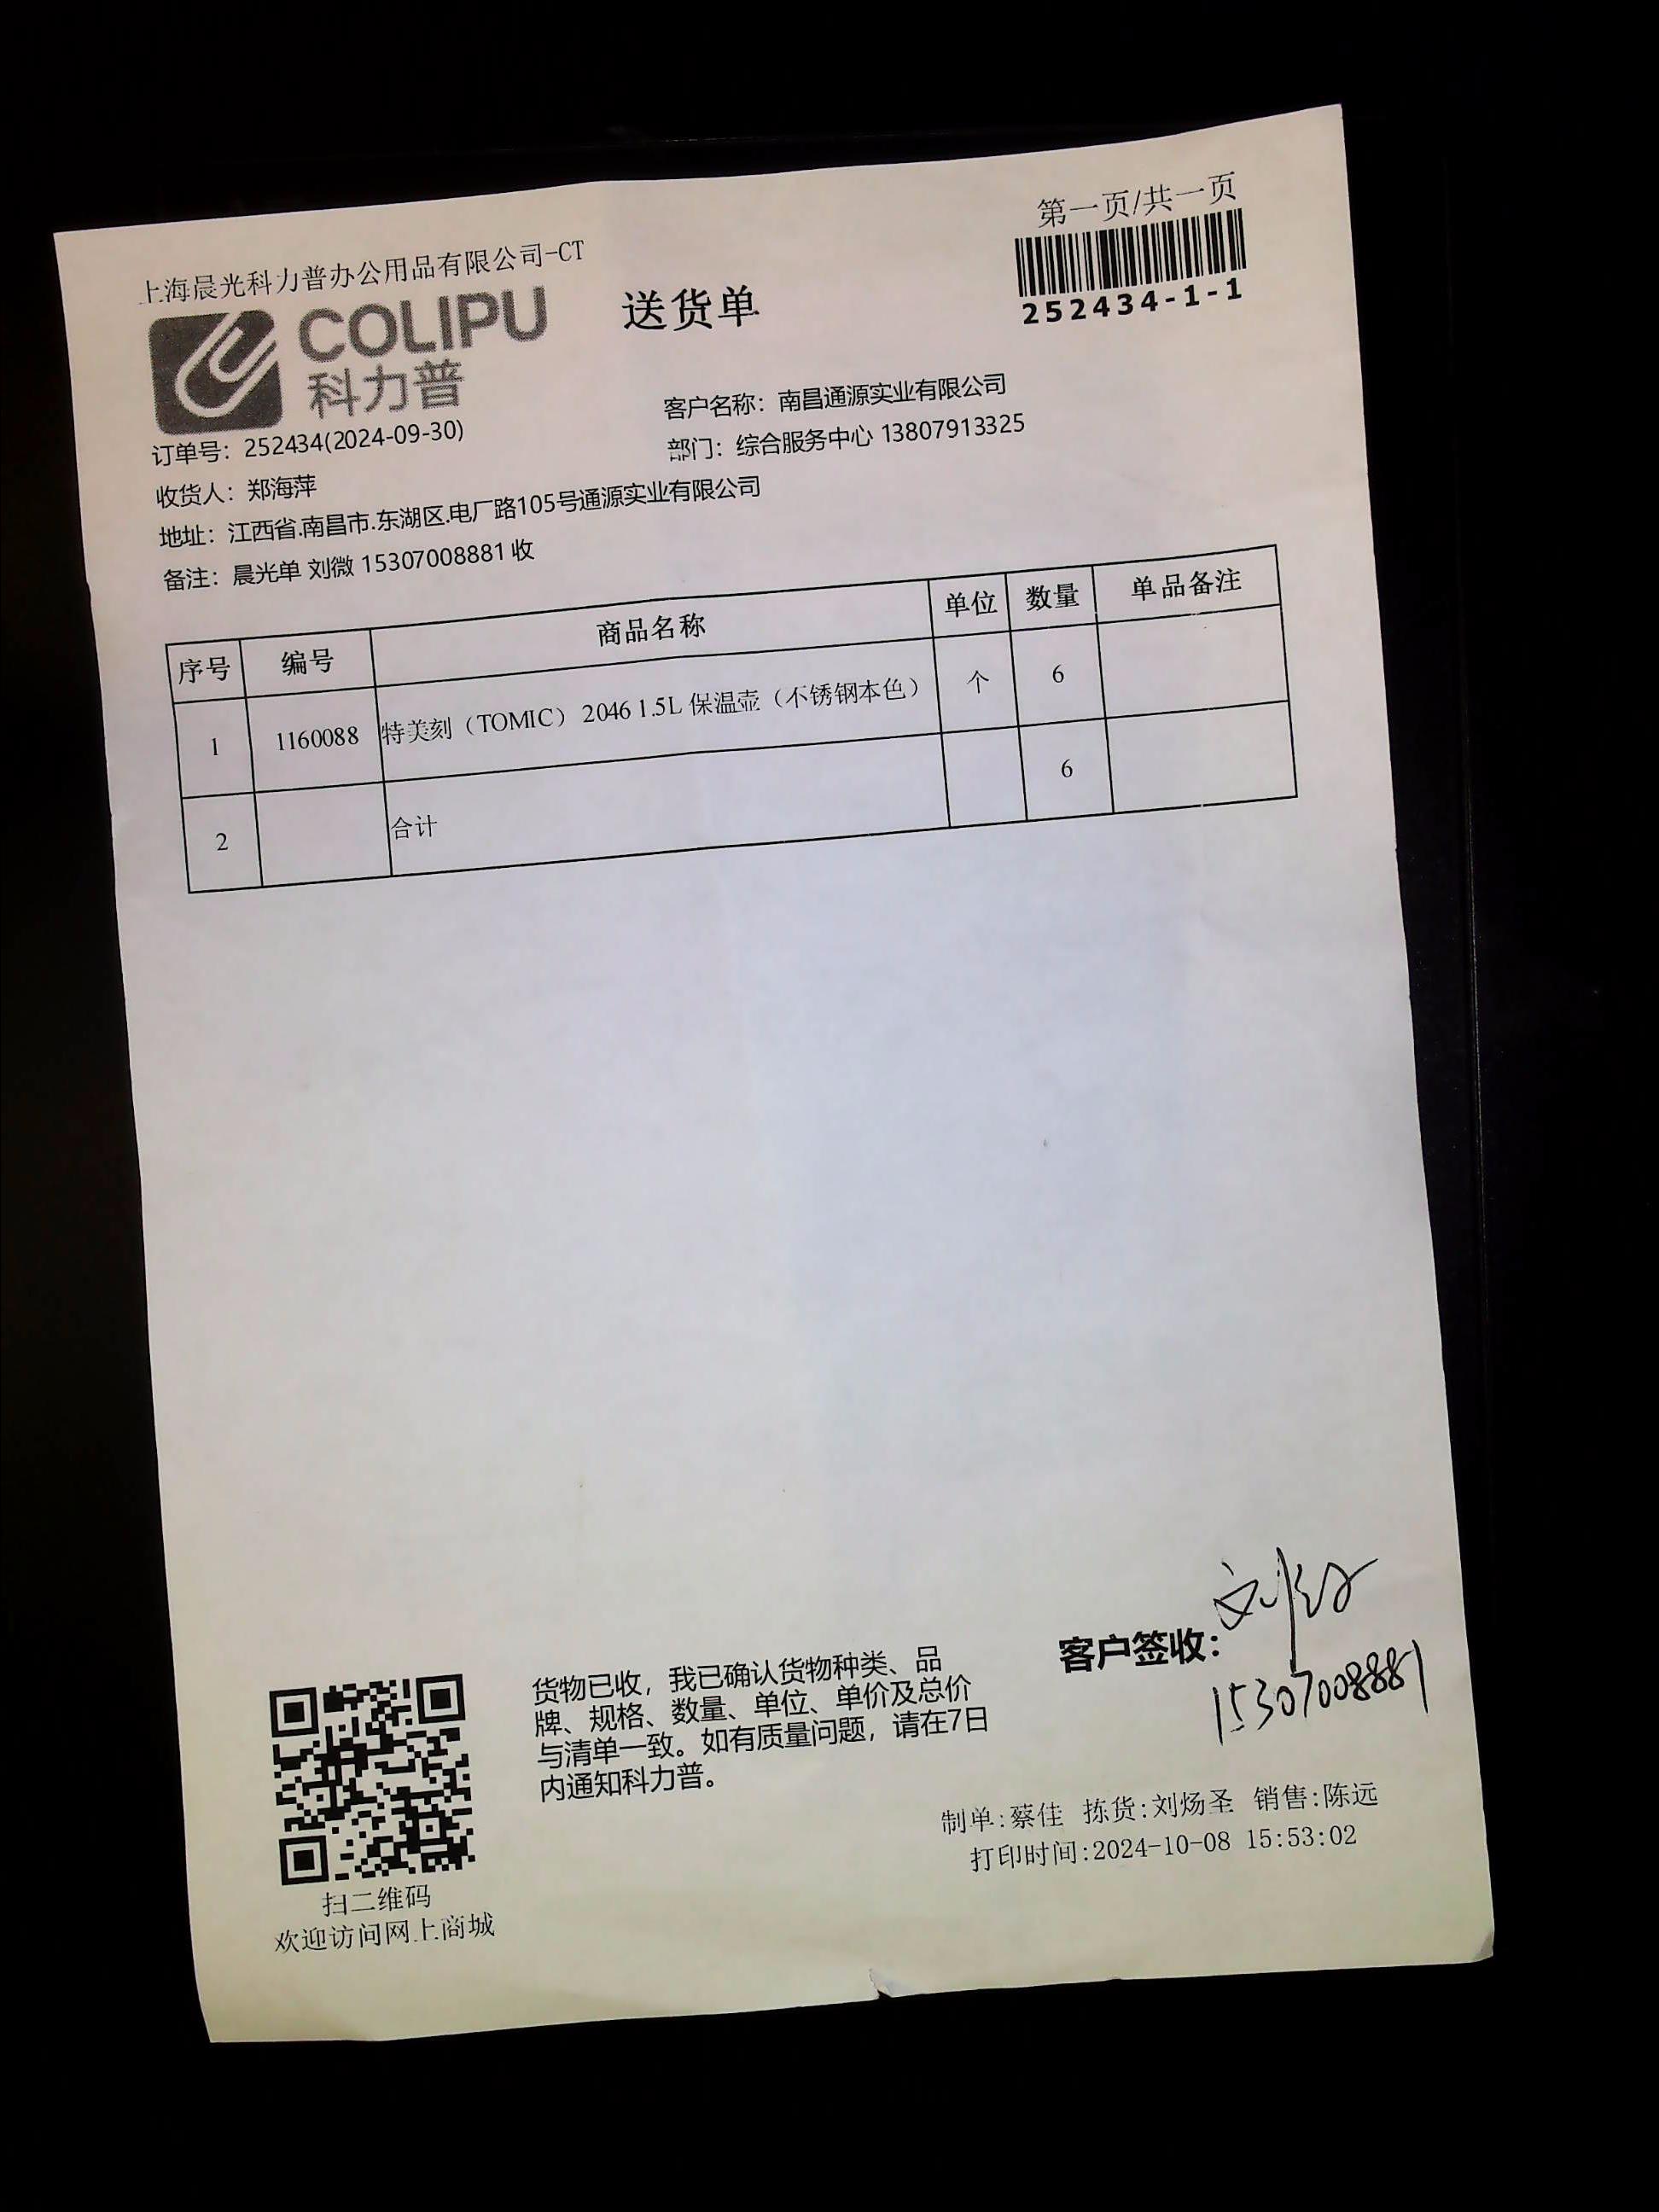 第一页/共一页
上海晨光科力普办公用品有限公司-CT
COLIPU
科力普
送货单
252434-1-1
客户名称：南昌通源实业有限公司
订单号：252434(2024-09-30)
部门：综合服务中心 13807913325
收货人：郑海萍
地址：江西省.南昌市.东湖区.电厂路105号通源实业有限公司
备注：晨光单 刘微 15307008881 收
序号 编号 商品名称 单位 数量 单品备注
1 1160088 特美刻（TOMIC） 2046 1.5L 保温壶（不锈钢本色） 个 6
2 合计 6
货物已收，我已确认货物种类、品
牌、规格、数量、单位、单价及总价
与清单一致。如有质量问题，请在7日
内通知科力普。
客户签收：
15307008881
制单:蔡佳 拣货:刘炀圣 销售:陈远
打印时间:2024-10-08 15:53:02
扫二维码
欢迎访问网上商城